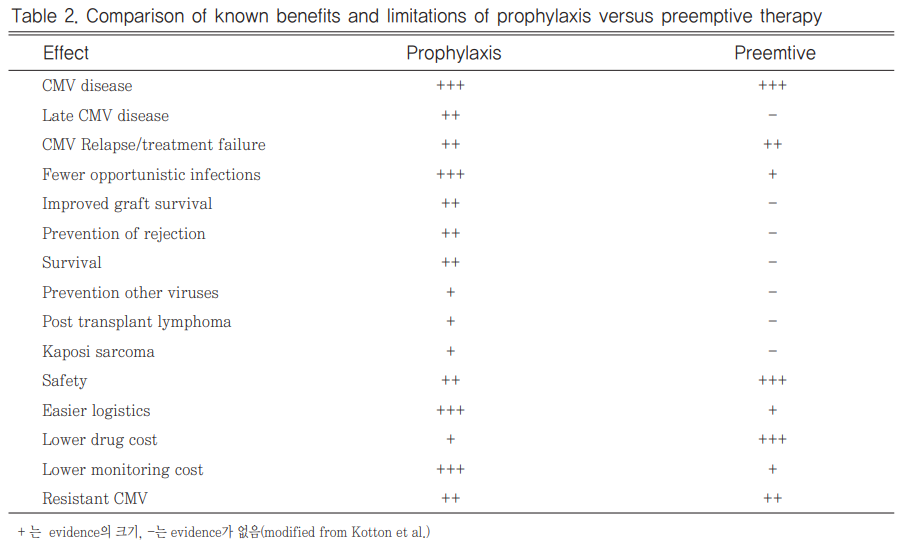 Table 2. Comparison of known benefits and limitations of prophylaxis versus preemptive therapy
Effect Prophylaxis Preemtive
CMV disease +++ +++
Late CMV disease ++ −
CMV Relapse/treatment failure ++ ++
Fewer opportunistic infections +++ +
Improved graft survival ++ −
Prevention of rejection ++ −
Survival ++ −
Prevention other viruses + −
Post transplant lymphoma + −
Kaposi sarcoma + −
Safety ++ +++
Easier logistics +++ +
Lower drug cost + +++
Lower monitoring cost +++ +
Resistant CMV ++ ++
+는 evidence의 크기, −는 evidence가 없음(modified from Kotton et al.)